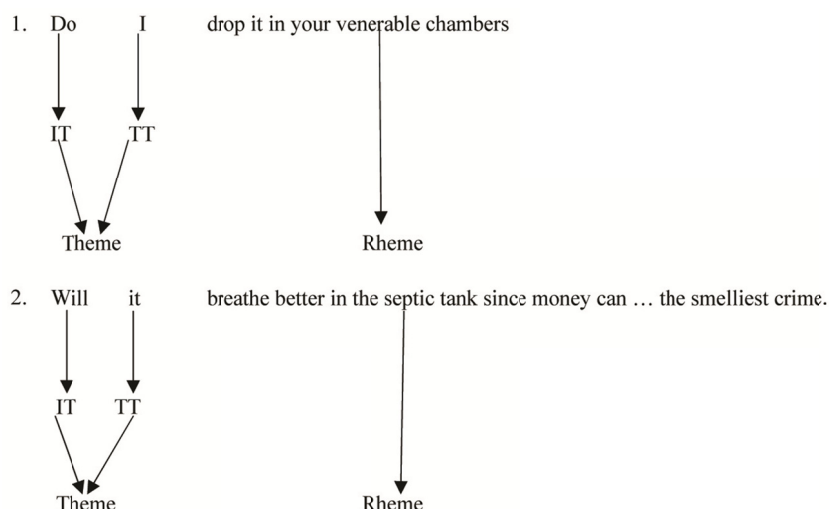 1. Do I drop it in your venerable chambers
IT TT
Theme Rheme
2. Will it breathe better in the septic tank since money can … the smelliest crime.
IT TT
Theme Rheme